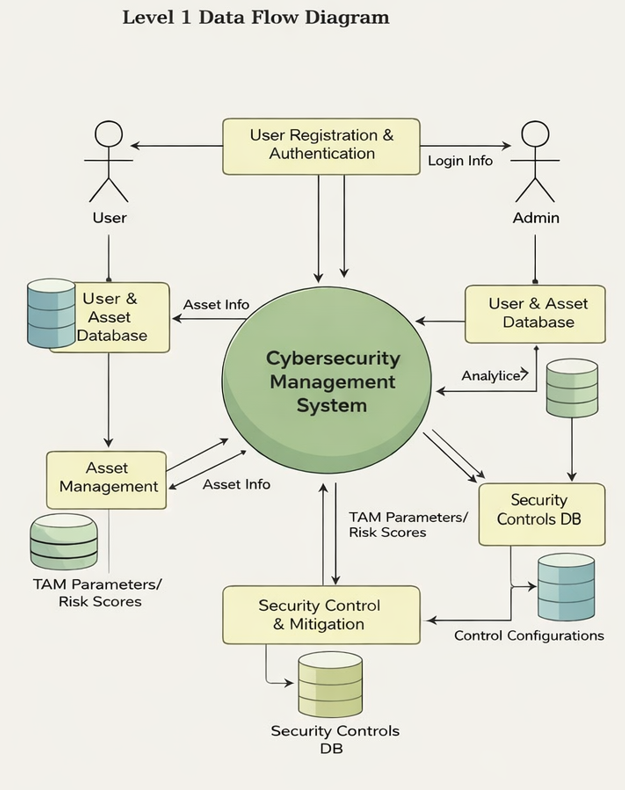 Level 1 Data Flow Diagram
User Registration &
Authentication
Login Info
User
Admin
User &
Asset
Database
Asset Info
User & Asset
Database
Cybersecurity
Management
System
Analytice
Asset
Management
Asset Info
Security
Controls DB
TAM Parameters/
Risk Scores
TAM Parameters/
Risk Scores
Security Control
& Mitigation
Control Configurations
Security Controls
DB